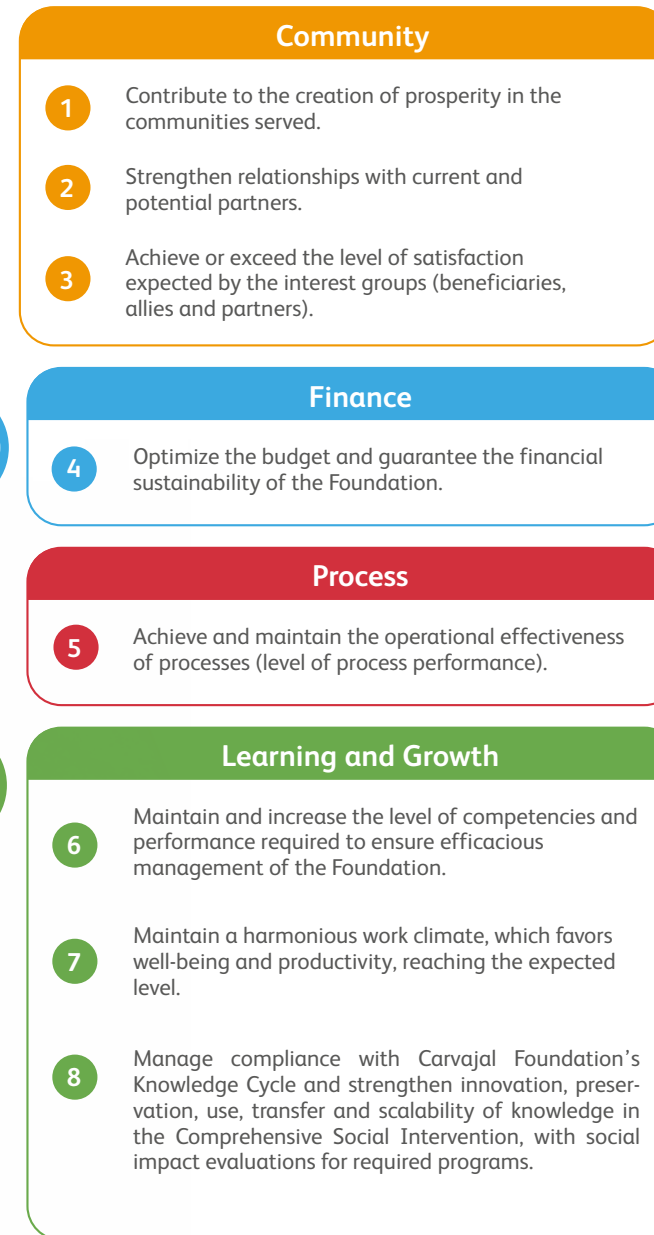 Community
1
Contribute to the creation of prosperity in the
communities served.
2
Strengthen relationships with current and
potential partners.
3
Achieve or exceed the level of satisfaction
expected by the interest groups (beneficiaries,
allies and partners).
Finance
4
Optimize the budget and guarantee the financial
sustainability of the Foundation.
Process
5
Achieve and maintain the operational effectiveness
of processes (level of process performance).
Learning and Growth
6
Maintain and increase the level of competencies and
performance required to ensure efficacious
management of the Foundation.
7
Maintain a harmonious work climate, which favors
well-being and productivity, reaching the expected
level.
8
Manage compliance with Carvajal Foundation’s
Knowledge Cycle and strengthen innovation, preser-
vation, use, transfer and scalability of knowledge in
the Comprehensive Social Intervention, with social
impact evaluations for required programs.